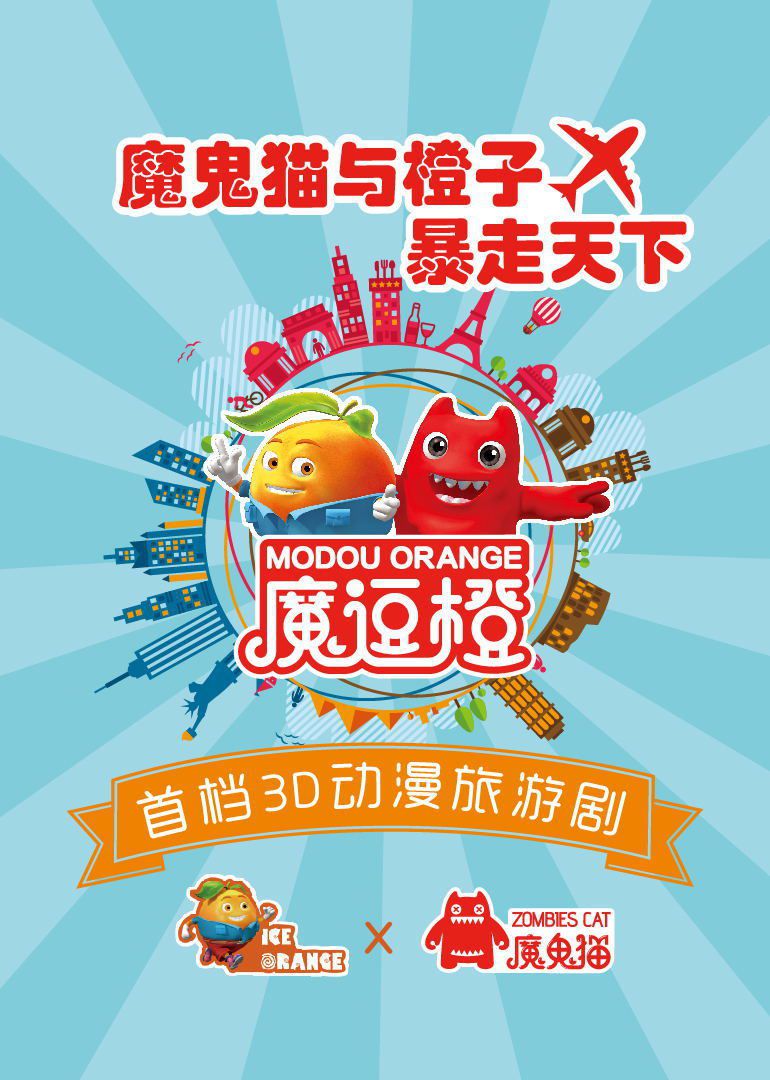 魔鬼猫与橙子
暴走天下
MODOU ORANGE
魔逗橙
首档3D动漫旅游剧
ICE
ORANGE
X
ZOMBIES CAT
魔鬼猫